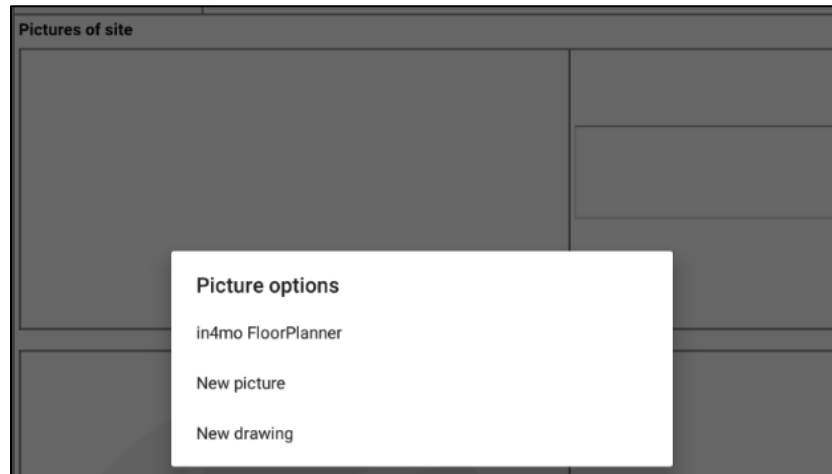 Pictures of site
Picture options
in4mo FloorPlanner
New picture
New drawing